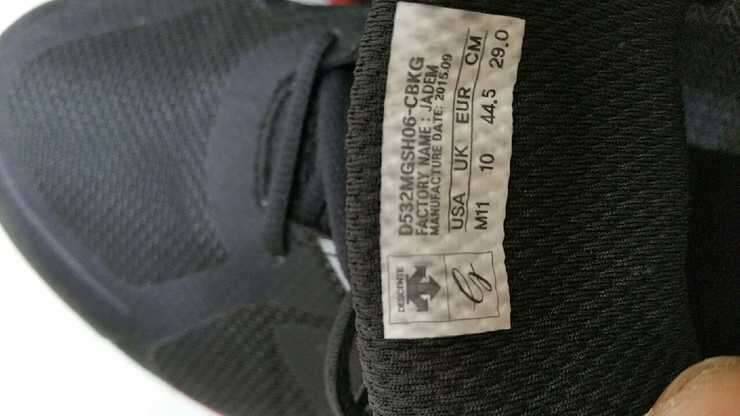 D532MGSH06-CBKG
FACTORY NAME : JADEM
MANUFACTURE DATE: 2015.09
USA UK EUR CM
M11 10 44.5 29.0
DESCENTE